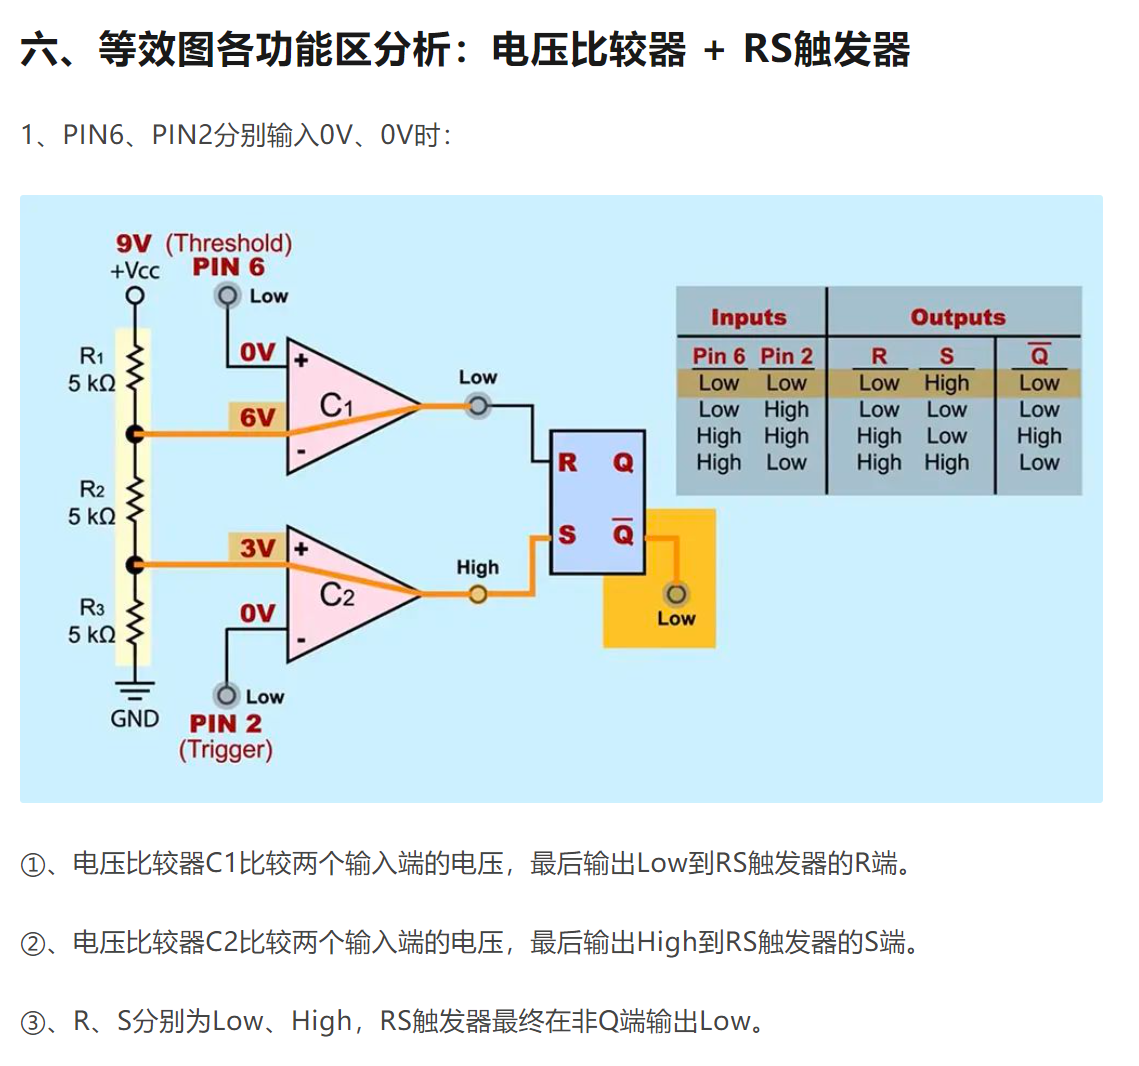 六、等效图各功能区分析：电压比较器 + RS触发器
1、PIN6、PIN2分别输入0V、0V时：
9V (Threshold)
+Vcc PIN 6
Low
R1
5 kΩ
0V
+
C1
-
6V
Low
R2
5 kΩ
3V
+
C2
-
0V
High
R3
5 kΩ
GND
Low
PIN 2
(Trigger)
R Q
S Q̅
Low
Inputs Outputs
Pin 6 Pin 2 R S Q̅
Low Low Low High Low
Low High Low Low Low
High High High Low High
High Low High High Low
①、电压比较器C1比较两个输入端的电压，最后输出Low到RS触发器的R端。
②、电压比较器C2比较两个输入端的电压，最后输出High到RS触发器的S端。
③、R、S分别为Low、High，RS触发器最终在非Q端输出Low。